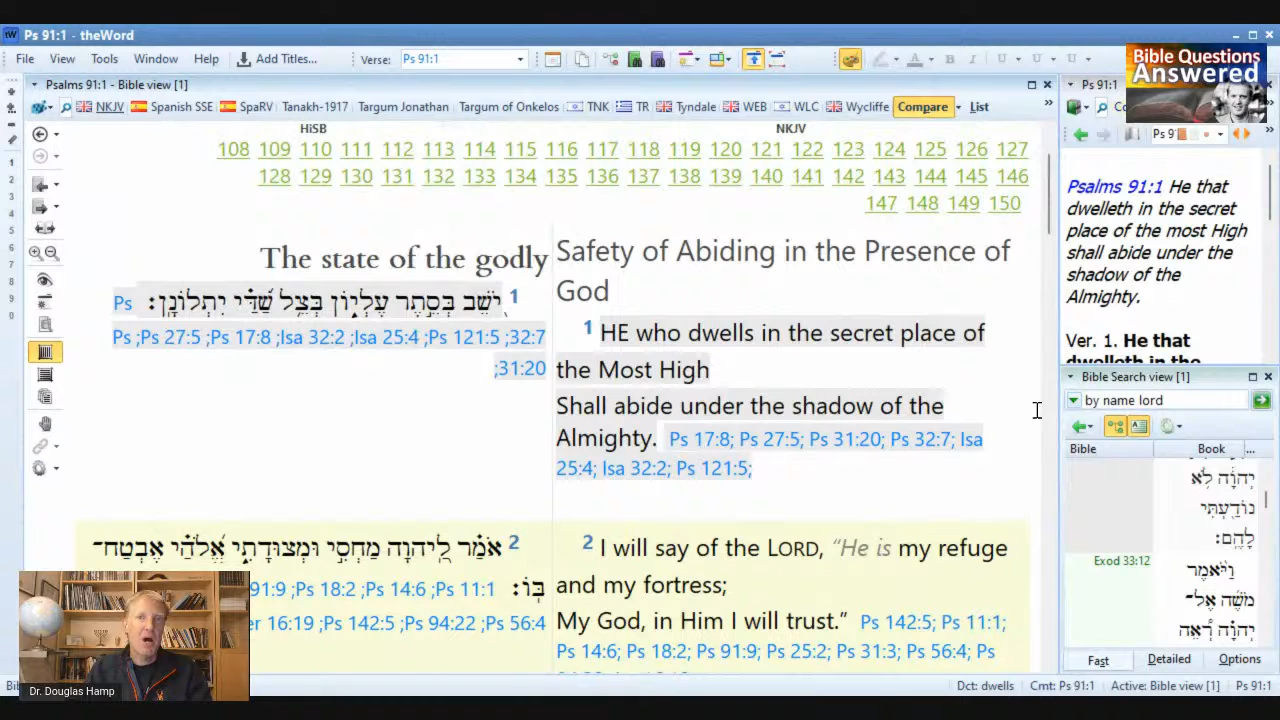 Ps 91:1 - theWord
File View Tools Window Help Add Titles... Verse: Ps 91:1
Bible Questions
Answered
Psalms 91:1 - Bible view [1]
NKJV Spanish SSE SpaRV Tanakh-1917 Targum Jonathan Targum of Onkelos TNK TR Tyndale WEB WLC Wycliffe Compare List
HiSB
108 109 110 111 112 113 114 115 116 117 118 119 120 121 122 123 124 125 126 127
128 129 130 131 132 133 134 135 136 137 138 139 140 141 142 143 144 145 146
147 148 149 150
NKJV
The state of the godly
1 יֹ֭שֵׁב בְּסֵ֣תֶר עֶלְי֑וֹן בְּצֵ֥ל שַׁ֝דַּ֗י יִתְלוֹנָֽן׃ Ps
Ps ;Ps 27:5 ;Ps 17:8 ;Isa 32:2 ;Isa 25:4 ;Ps 121:5 ;32:7
;31:20
2 אֹמַ֗ר לַ֭יהוָה מַחְסִ֣י וּמְצוּדָתִ֑י אֱ֝לֹהַ֗י אֶבְטַח־
בּֽוֹ׃ 91:9 ;Ps 18:2 ;Ps 14:6 ;Ps 11:1
16:19 ;Ps 142:5 ;Ps 94:22 ;Ps 56:4
Safety of Abiding in the Presence of
God
1 HE who dwells in the secret place of
the Most High
Shall abide under the shadow of the
Almighty. Ps 17:8; Ps 27:5; Ps 31:20; Ps 32:7; Isa
25:4; Isa 32:2; Ps 121:5;
2 I will say of the LORD, “He is my refuge
and my fortress;
My God, in Him I will trust.” Ps 142:5; Ps 11:1;
Ps 14:6; Ps 18:2; Ps 91:9; Ps 25:2; Ps 31:3; Ps 56:4; Ps
Ps 91:1
Ps 9
Psalms 91:1 He that
dwelleth in the secret
place of the most High
shall abide under the
shadow of the
Almighty.
Ver. 1. He that
dwelleth in the
Bible Search view [1]
by name lord
Bible Book ...
יְהוָ֔ה לֹ֥א
נוֹדַ֖עְתִּי
לָהֶֽם׃
Exod 33:12
וַיֹּ֨אמֶר
מֹשֶׁ֜ה אֶל־
יְהוָ֗ה רְ֠אֵה
Fast Detailed Options
Dr. Douglas Hamp
Dct: dwells Cmt: Ps 91:1 Active: Bible view [1] Ps 91:1